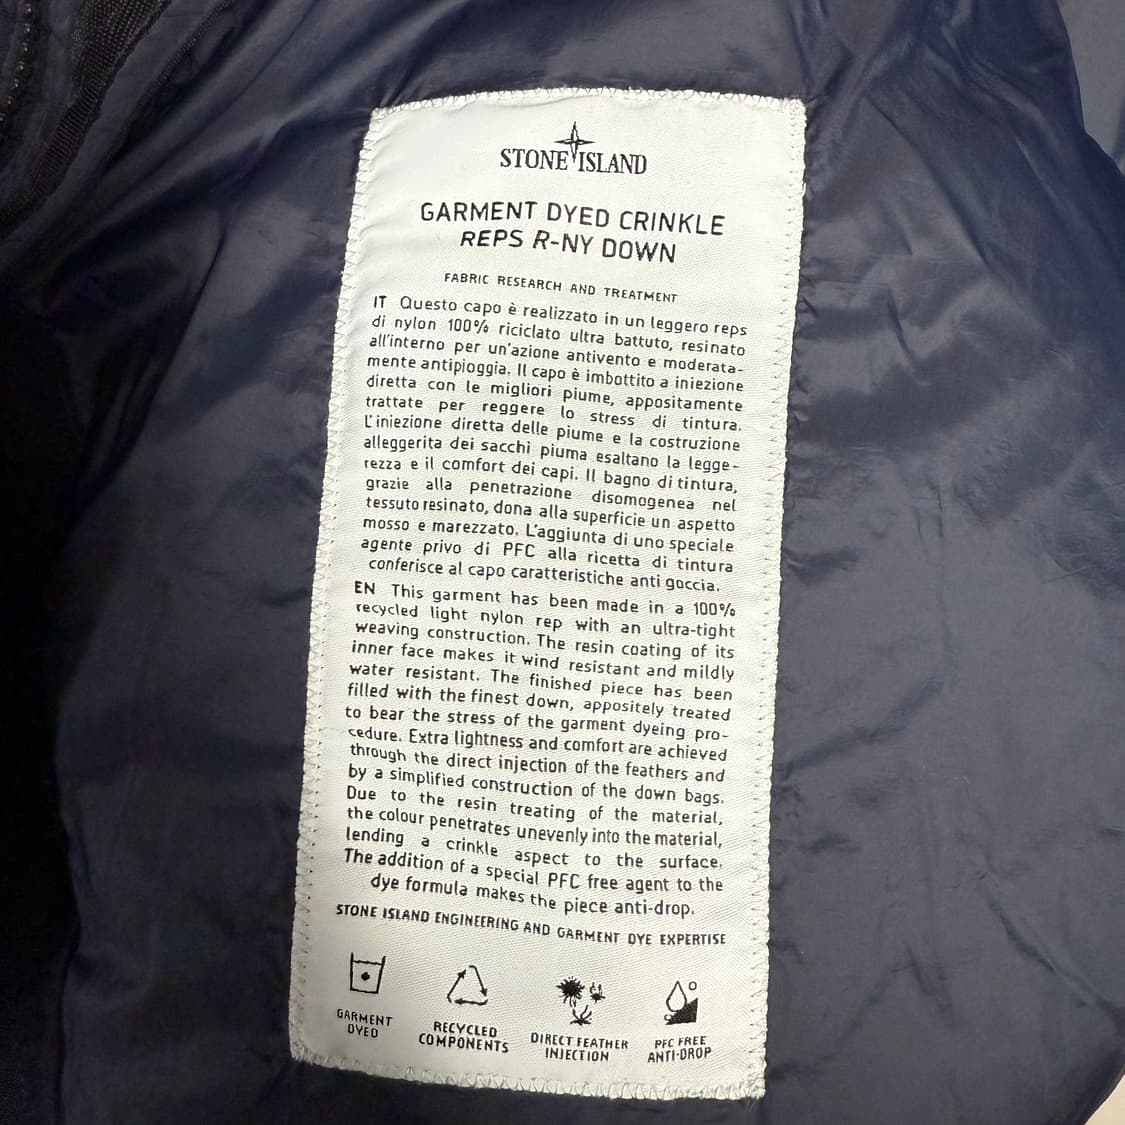 STONE ISLAND
GARMENT DYED CRINKLE
REPS R-NY DOWN
FABRIC RESEARCH AND TREATMENT
IT Questo capo è realizzato in un leggero reps
di nylon 100% riciclato ultra battuto, resinato
all'interno per un'azione antivento e moderata-
mente antipioggia. Il capo è imbottito a iniezione
diretta con le migliori piume, appositamente
trattate per reggere lo stress di tintura.
L'iniezione diretta delle piume e la costruzione
alleggerita dei sacchi piuma esaltano la legge-
rezza e il comfort dei capi. Il bagno di tintura,
grazie alla penetrazione disomogenea nel
tessuto resinato, dona alla superficie un aspetto
mosso e marezzato. L'aggiunta di uno speciale
agente privo di PFC alla ricetta di tintura
conferisce al capo caratteristiche anti goccia.
EN This garment has been made in a 100%
recycled light nylon rep with an ultra-tight
weaving construction. The resin coating of its
inner face makes it wind resistant and mildly
water resistant. The finished piece has been
filled with the finest down, appositely treated
to bear the stress of the garment dyeing pro-
cedure. Extra lightness and comfort are achieved
through the direct injection of the feathers and
by a simplified construction of the down bags.
Due to the resin treating of the material,
the colour penetrates unevenly into the material,
lending a crinkle aspect to the surface.
The addition of a special PFC free agent to the
dye formula makes the piece anti-drop.
STONE ISLAND ENGINEERING AND GARMENT DYE EXPERTISE
GARMENT
DYED
RECYCLED
COMPONENTS
DIRECT FEATHER
INJECTION
PFC FREE
ANTI-DROP